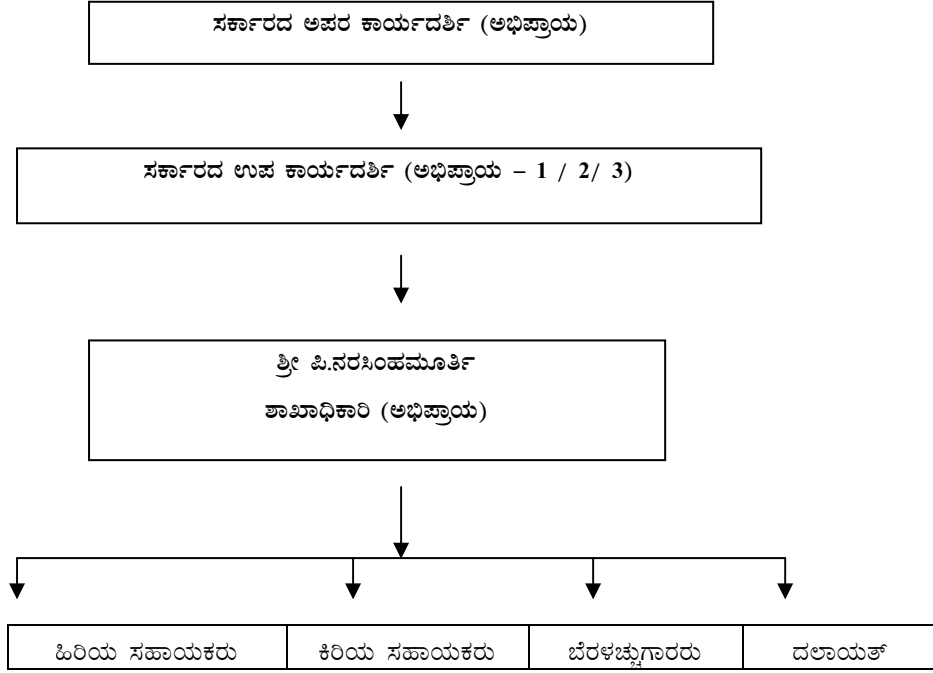 ಸರ್ಕಾರದ ಅಪರ ಕಾರ್ಯದರ್ಶಿ (ಅಭಿಪ್ರಾಯ)
ಸರ್ಕಾರದ ಉಪ ಕಾರ್ಯದರ್ಶಿ (ಅಭಿಪ್ರಾಯ – 1 / 2/ 3)
ಶ್ರೀ ಪಿ.ನರಸಿಂಹಮೂರ್ತಿ
ಶಾಖಾಧಿಕಾರಿ (ಅಭಿಪ್ರಾಯ)
ಹಿರಿಯ ಸಹಾಯಕರು ಕಿರಿಯ ಸಹಾಯಕರು ಬೆರಳಚ್ಚುಗಾರರು ದಲಾಯತ್